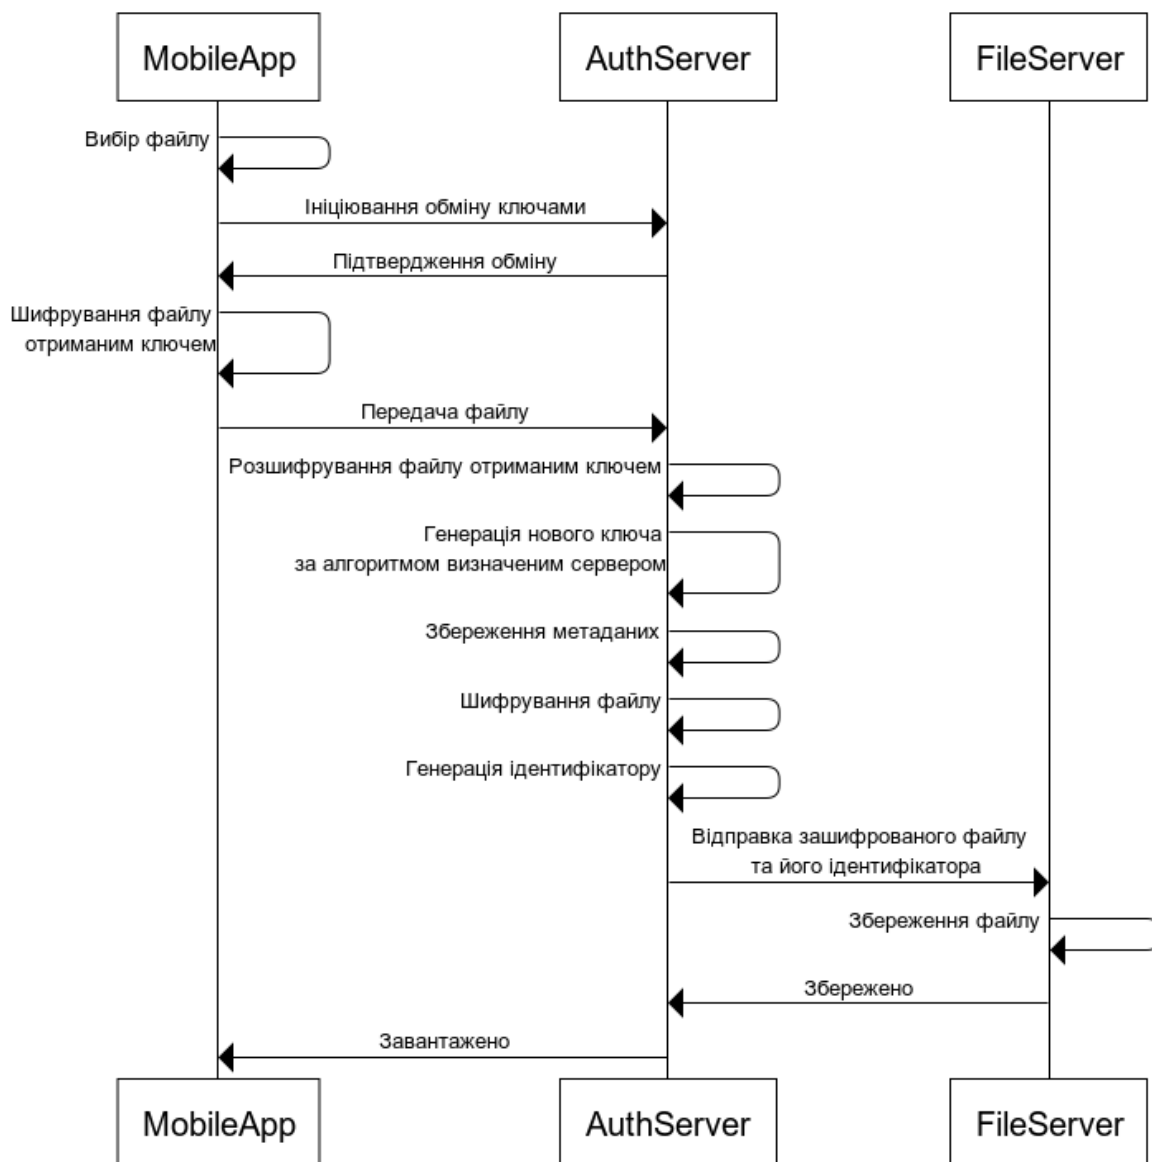 MobileApp
AuthServer
FileServer
Вибір файлу
Ініціювання обміну ключами
Підтвердження обміну
Шифрування файлу
отриманим ключем
Передача файлу
Розшифрування файлу отриманим ключем
Генерація нового ключа
за алгоритмом визначеним сервером
Збереження метаданих
Шифрування файлу
Генерація ідентифікатору
Відправка зашифрованого файлу
та його ідентифікатора
Збереження файлу
Збережено
Завантажено
MobileApp
AuthServer
FileServer